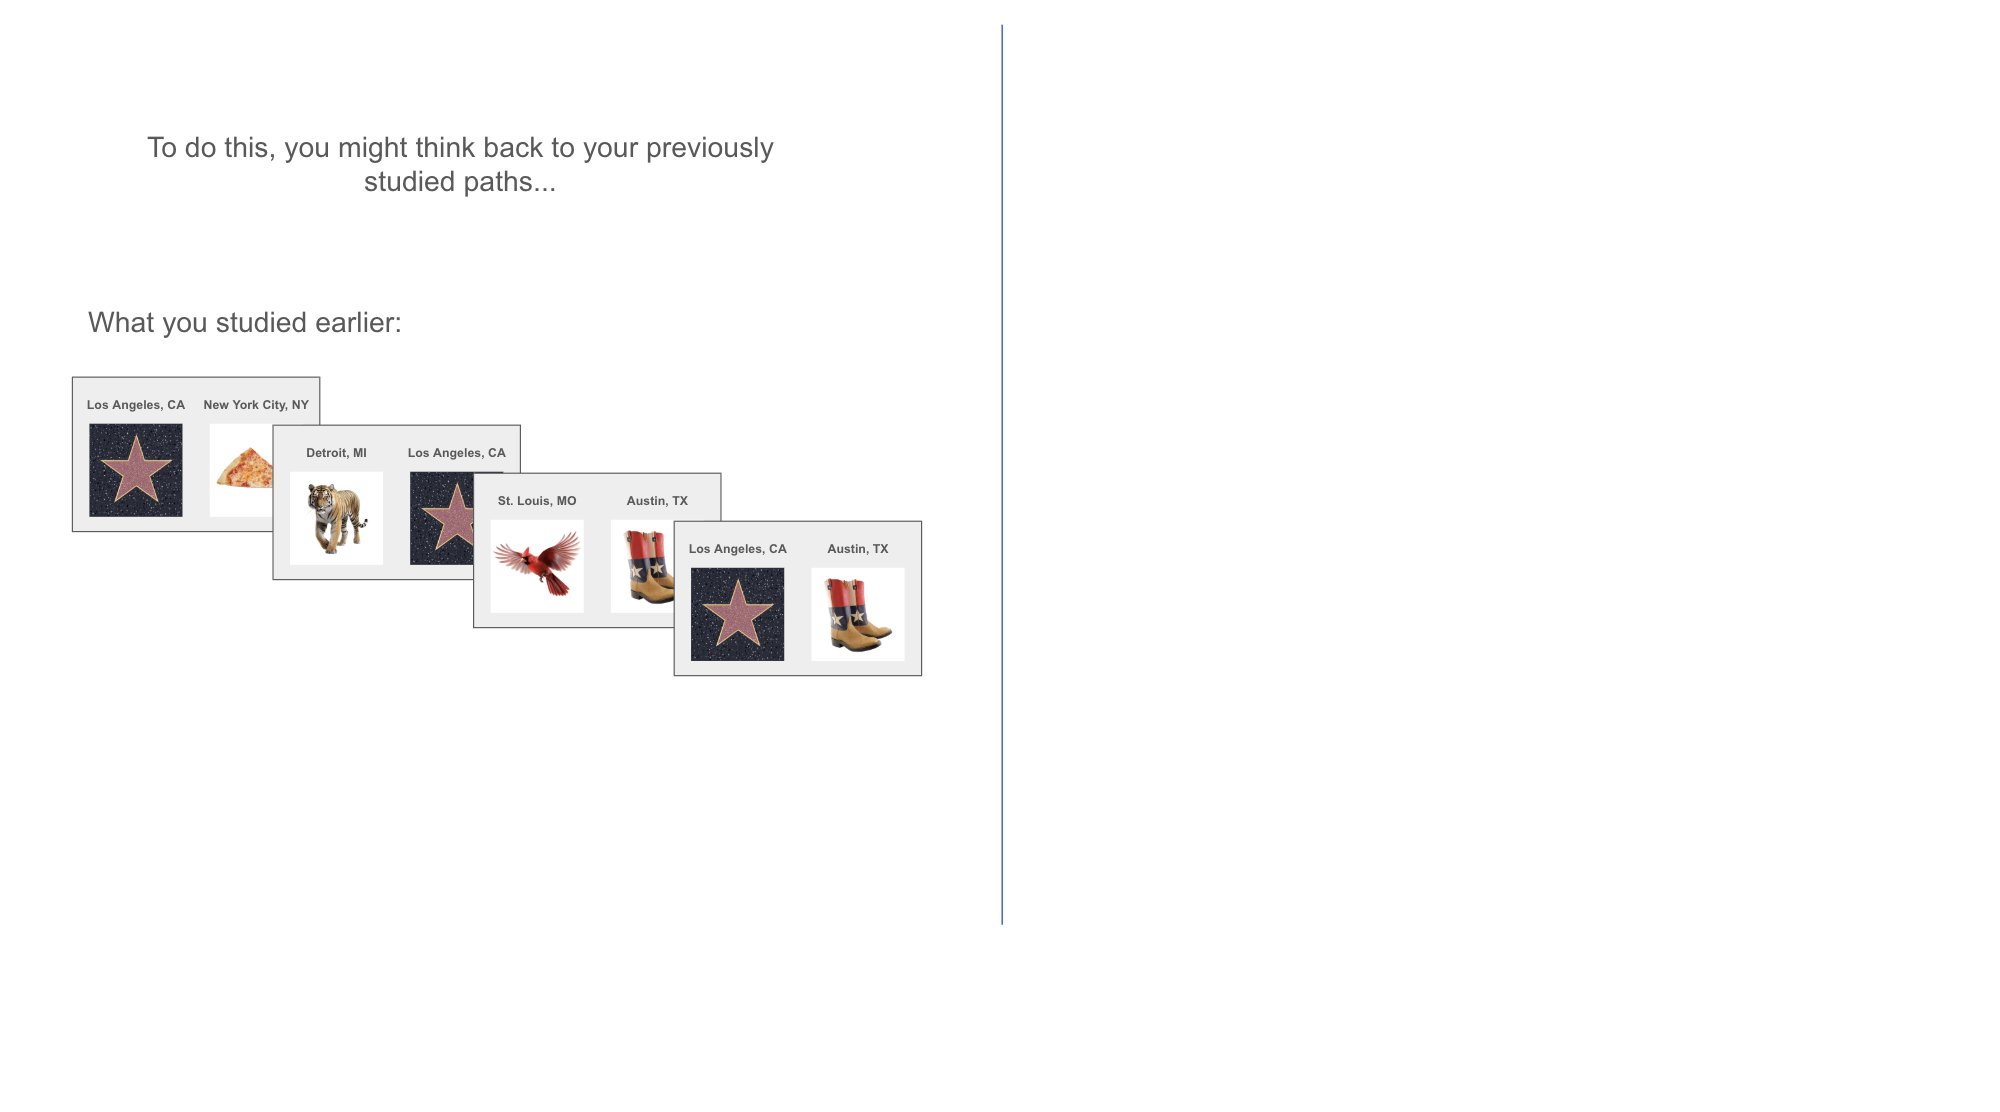 To do this, you might think back to your previously
studied paths...
What you studied earlier:
Los Angeles, CA New York City, NY
Detroit, MI Los Angeles, CA
St. Louis, MO Austin, TX
Los Angeles, CA Austin, TX